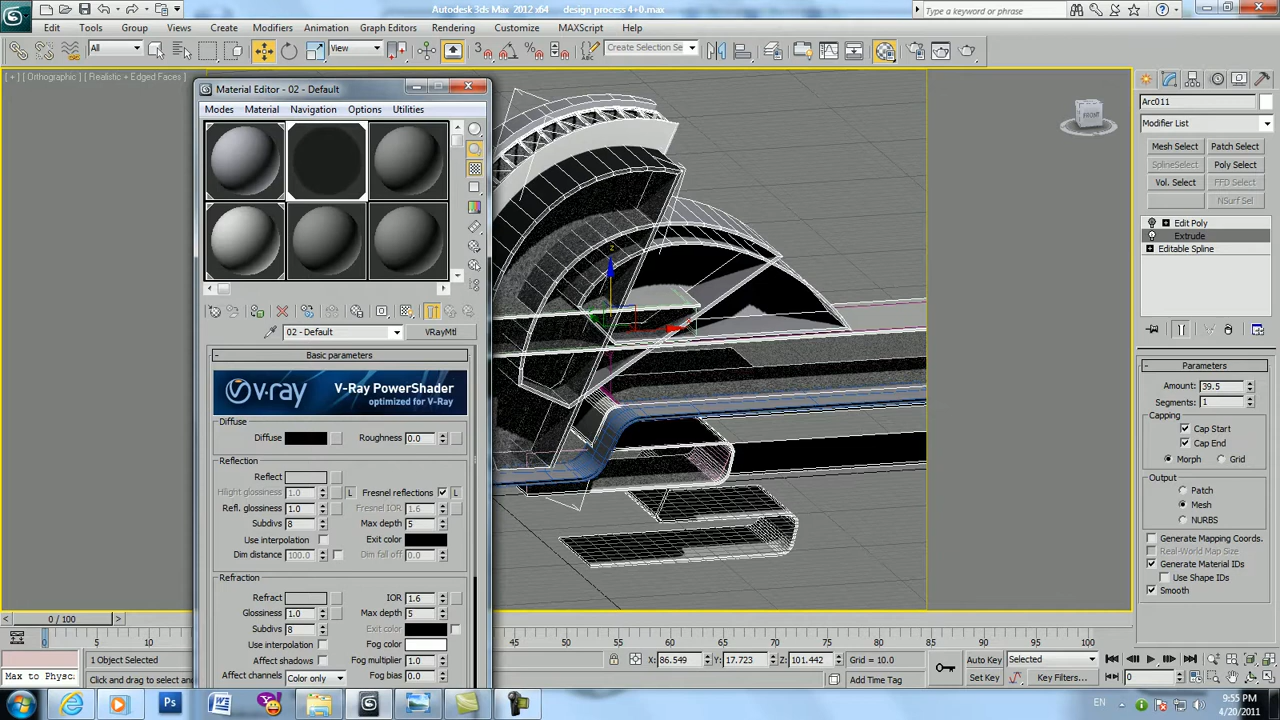 Autodesk 3ds Max 2012 x64    design process 4+0.max
Type a keyword or phrase
Edit Tools Group Views Create Modifiers Animation Graph Editors Rendering Customize MAXScript Help
All View Create Selection Se
[ + ] [ Orthographic ] [ Realistic + Edged Faces ]
Material Editor - 02 - Default
Modes Material Navigation Options Utilities
02 - Default VRayMtl
- Basic parameters
v·ray V-Ray PowerShader
optimized for V-Ray
Diffuse
Diffuse Roughness 0.0
Reflection
Reflect
Hilight glossiness 1.0 L Fresnel reflections L
Refl. glossiness 1.0 Fresnel IOR 1.6
Subdivs 8 Max depth 5
Use interpolation Exit color
Dim distance 100.0 Dim fall off 0.0
Refraction
Refract IOR 1.6
Glossiness 1.0 Max depth 5
Subdivs 8 Exit color
Use interpolation Fog color
Affect shadows Fog multiplier 1.0
Affect channels Color only Fog bias 0.0
z
FRONT
Arc011
Modifier List
Mesh Select Patch Select
SplineSelect Poly Select
Vol. Select FFD Select
NSurf Sel
Edit Poly
Extrude
Editable Spline
- Parameters
Amount: 39.5
Segments: 1
Capping
Cap Start
Cap End
Morph Grid
Output
Patch
Mesh
NURBS
Generate Mapping Coords.
Real-World Map Size
Generate Material IDs
Use Shape IDs
Smooth
< 0 / 100 >
0 5 10 55 60 65 70 75 80 85 90 95 100
1 Object Selected X: 86.549 Y: 17.723 Z: 101.442 Grid = 10.0 Auto Key Selected
Max to Physc: Click and drag to select and Add Time Tag Set Key Key Filters... 0
Ps EN 9:55 PM
4/20/2011